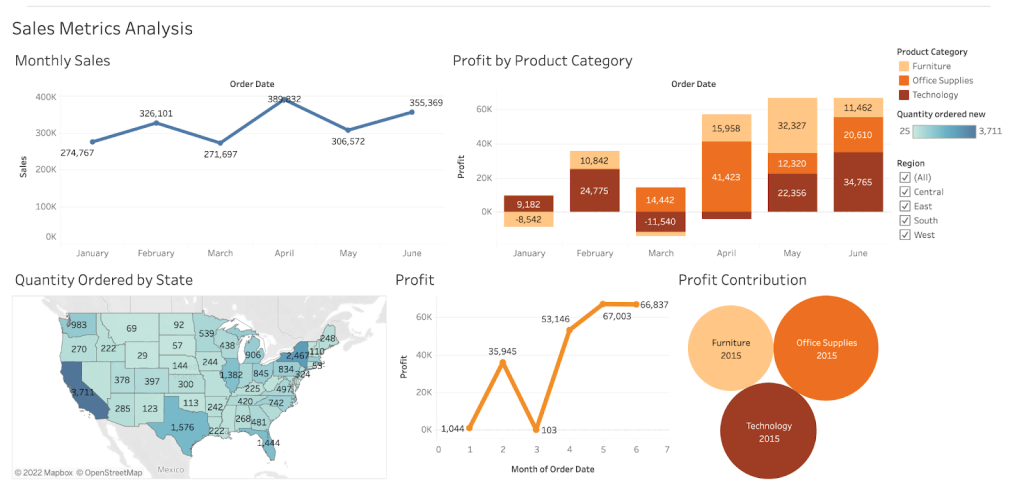 Sales Metrics Analysis
Monthly Sales
Order Date
400K
300K
200K
100K
0K
Sales
274,767
326,101
271,697
389,832
306,572
355,369
January February March April May June
Profit by Product Category
Order Date
60K
40K
20K
0K
Profit
9,182
-8,542
10,842
24,775
14,442
-11,540
15,958
41,423
32,327
12,320
22,356
11,462
20,610
34,765
January February March April May June
Product Category
Furniture
Office Supplies
Technology
Quantity ordered new
25 3,711
Region
(All)
Central
East
South
West
Quantity Ordered by State
983 69 92 539 248
270 222 57 438 2,467 110
29 906 53
144 244 1,382 845 834 324
3,711 378 397 300 225 497
285 123 113 242 420 742
1,576 222 268 481
1,444
Mexico
© 2022 Mapbox © OpenStreetMap
Profit
60K
40K
20K
0K
Profit
1,044
35,945
103
53,146
67,003
66,837
0 1 2 3 4 5 6 7
Month of Order Date
Profit Contribution
Furniture
2015
Office Supplies
2015
Technology
2015